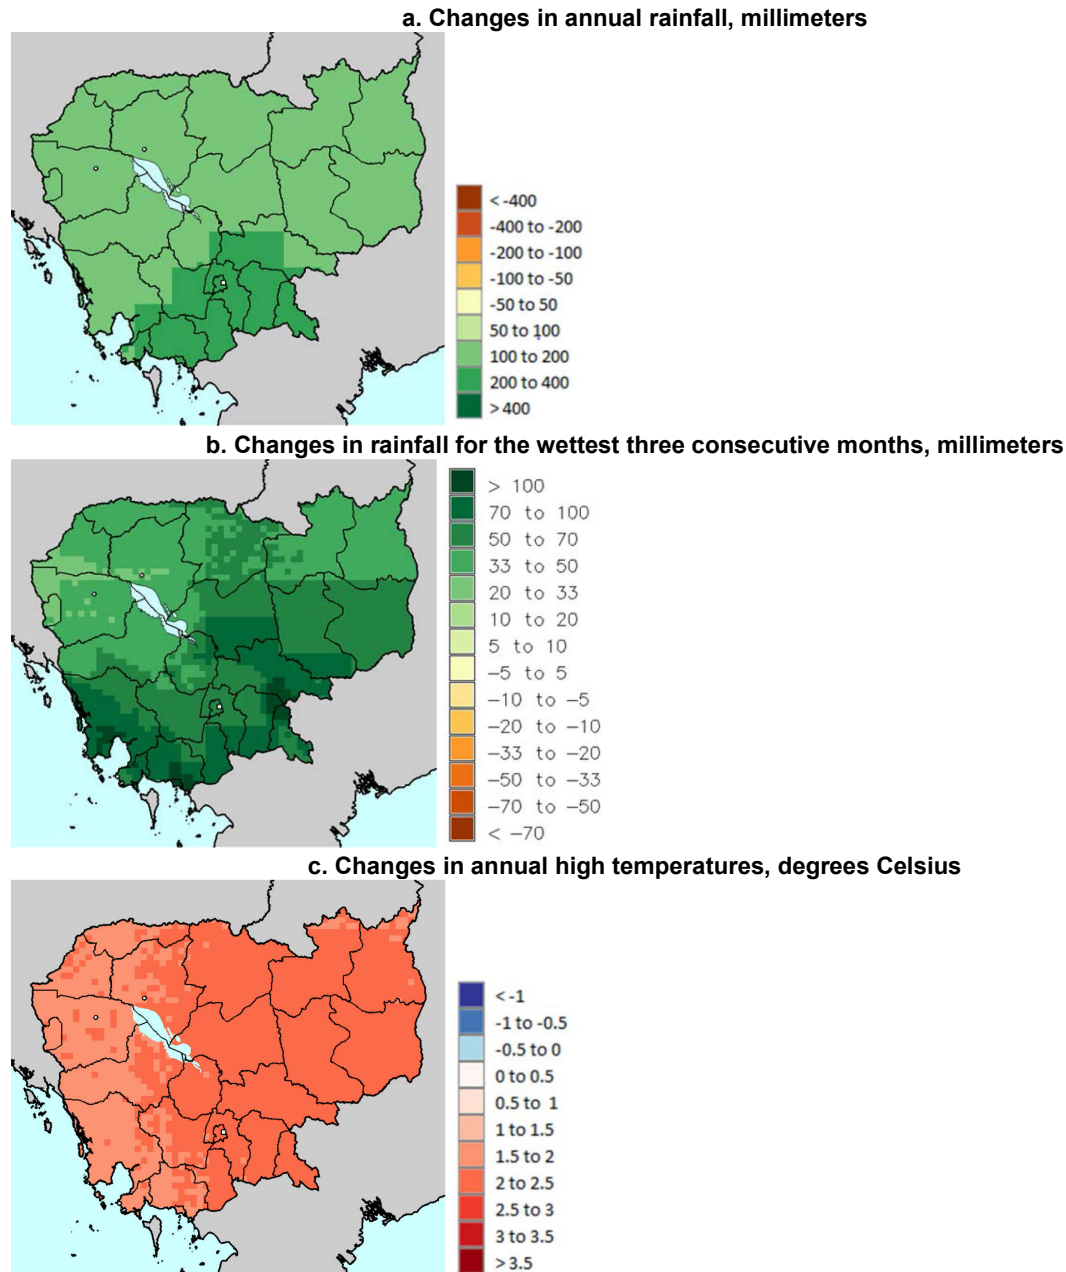 a. Changes in annual rainfall, millimeters
< -400
-400 to -200
-200 to -100
-100 to -50
-50 to 50
50 to 100
100 to 200
200 to 400
> 400
b. Changes in rainfall for the wettest three consecutive months, millimeters
> 100
70 to 100
50 to 70
33 to 50
20 to 33
10 to 20
5 to 10
−5 to 5
−10 to −5
−20 to −10
−33 to −20
−50 to −33
−70 to −50
< −70
c. Changes in annual high temperatures, degrees Celsius
< -1
-1 to -0.5
-0.5 to 0
0 to 0.5
0.5 to 1
1 to 1.5
1.5 to 2
2 to 2.5
2.5 to 3
3 to 3.5
> 3.5